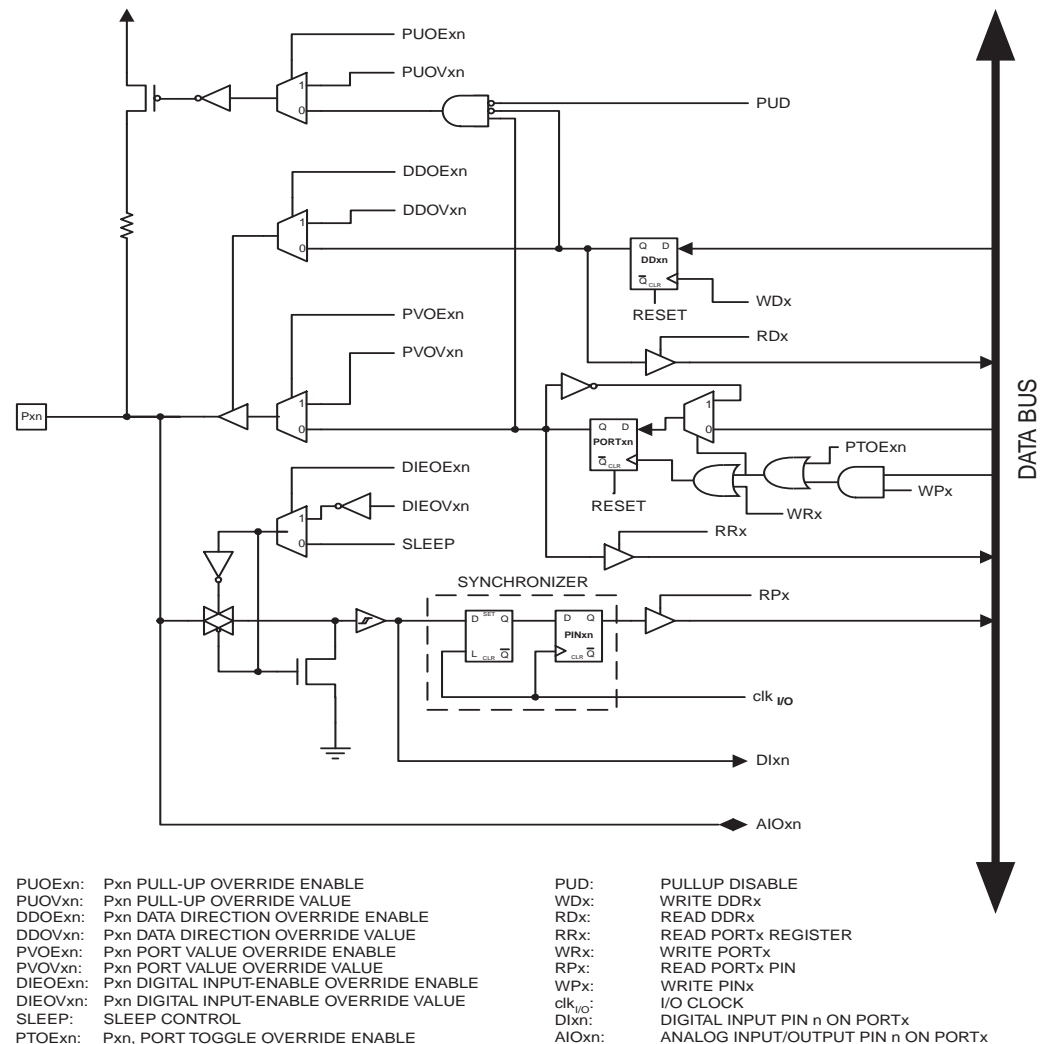 PUOExn
PUOVxn
1
0
PUD
DDOExn
DDOVxn
1
0
Q D
DDxn
Q CLR
WDx
RESET
RDx
PVOExn
PVOVxn
1
0
Pxn
Q D
PORTxn
Q CLR
RESET
1
0
PTOExn
WPx
WRx
RRx
DATA BUS
DIEOExn
DIEOVxn
1
0
SLEEP
SYNCHRONIZER
D SET Q
L CLR Q
D Q
PINxn
CLR Q
RPx
clk I/O
DIxn
AIOxn
PUOExn: Pxn PULL-UP OVERRIDE ENABLE
PUOVxn: Pxn PULL-UP OVERRIDE VALUE
DDOExn: Pxn DATA DIRECTION OVERRIDE ENABLE
DDOVxn: Pxn DATA DIRECTION OVERRIDE VALUE
PVOExn: Pxn PORT VALUE OVERRIDE ENABLE
PVOVxn: Pxn PORT VALUE OVERRIDE VALUE
DIEOExn: Pxn DIGITAL INPUT-ENABLE OVERRIDE ENABLE
DIEOVxn: Pxn DIGITAL INPUT-ENABLE OVERRIDE VALUE
SLEEP: SLEEP CONTROL
PTOExn: Pxn, PORT TOGGLE OVERRIDE ENABLE
PUD: PULLUP DISABLE
WDx: WRITE DDRx
RDx: READ DDRx
RRx: READ PORTx REGISTER
WRx: WRITE PORTx
RPx: READ PORTx PIN
WPx: WRITE PINx
clkI/O: I/O CLOCK
DIxn: DIGITAL INPUT PIN n ON PORTx
AIOxn: ANALOG INPUT/OUTPUT PIN n ON PORTx